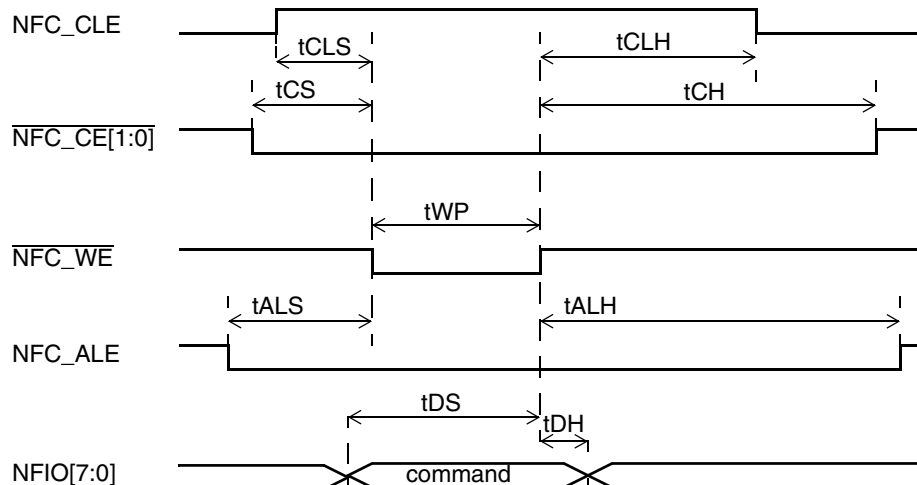 NFC_CLE
tCLS
tCLH
tCS
tCH
NFC_CE[1:0]
tWP
NFC_WE
tALS
tALH
NFC_ALE
tDS
tDH
NFIO[7:0]
command